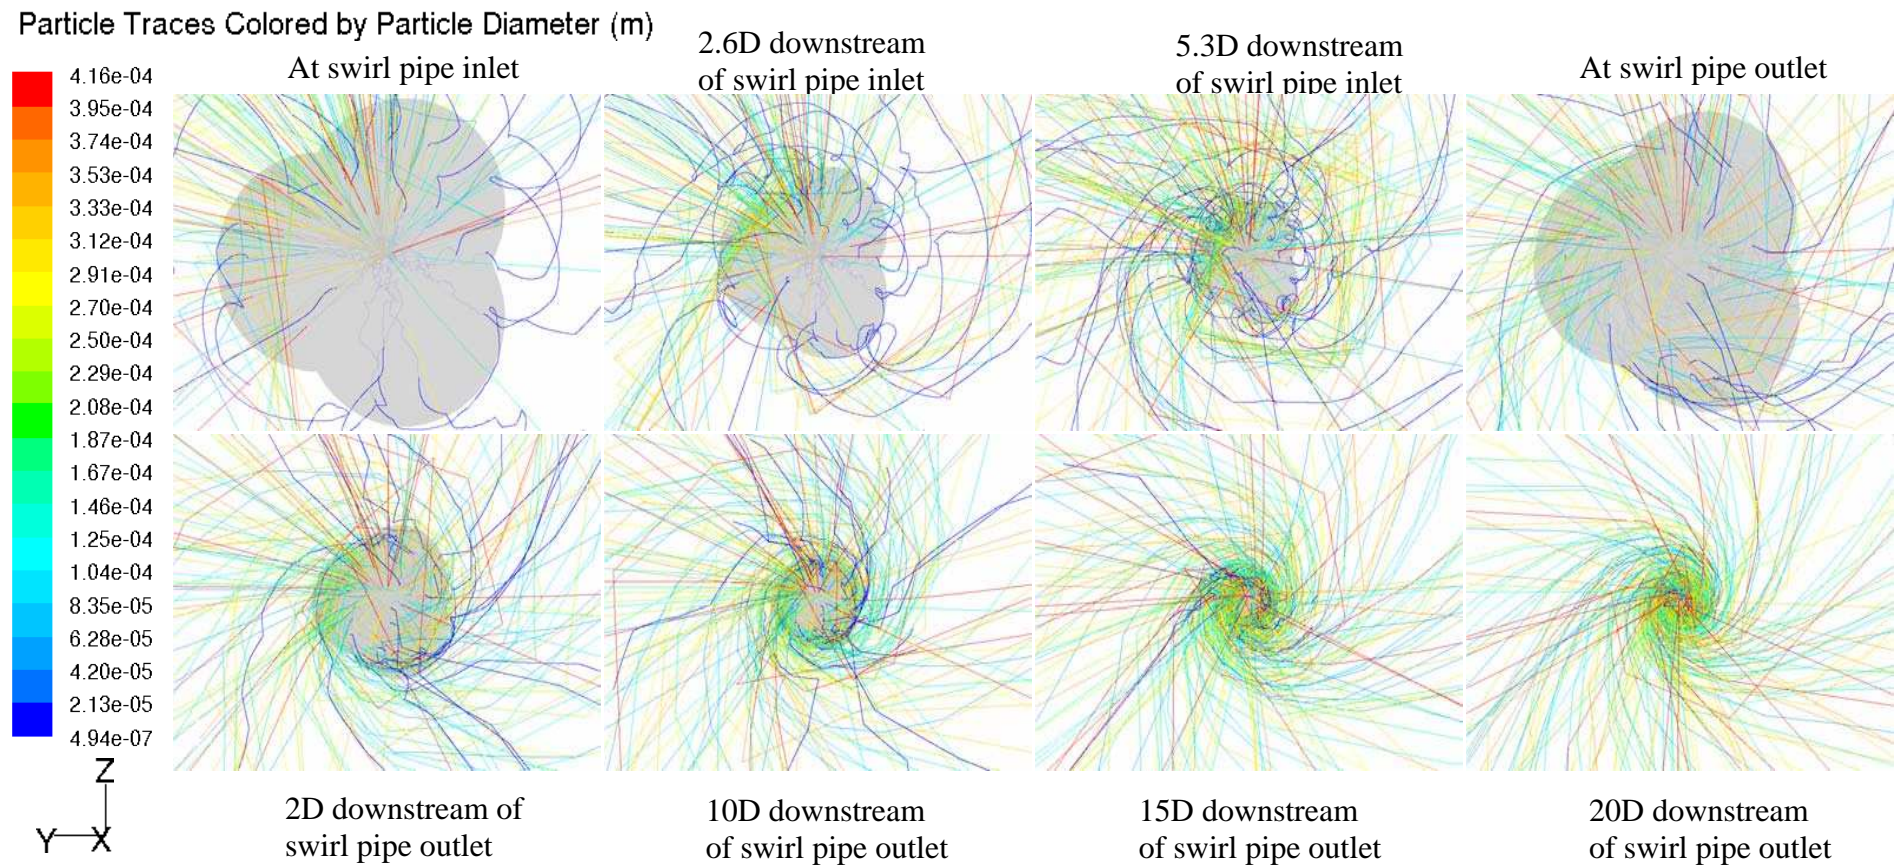 Particle Traces Colored by Particle Diameter (m)
At swirl pipe inlet
2.6D downstream
of swirl pipe inlet
5.3D downstream
of swirl pipe inlet
At swirl pipe outlet
4.16e-04
3.95e-04
3.74e-04
3.53e-04
3.33e-04
3.12e-04
2.91e-04
2.70e-04
2.50e-04
2.29e-04
2.08e-04
1.87e-04
1.67e-04
1.46e-04
1.25e-04
1.04e-04
8.35e-05
6.28e-05
4.20e-05
2.13e-05
4.94e-07
Z
Y X
2D downstream of
swirl pipe outlet
10D downstream
of swirl pipe outlet
15D downstream
of swirl pipe outlet
20D downstream
of swirl pipe outlet